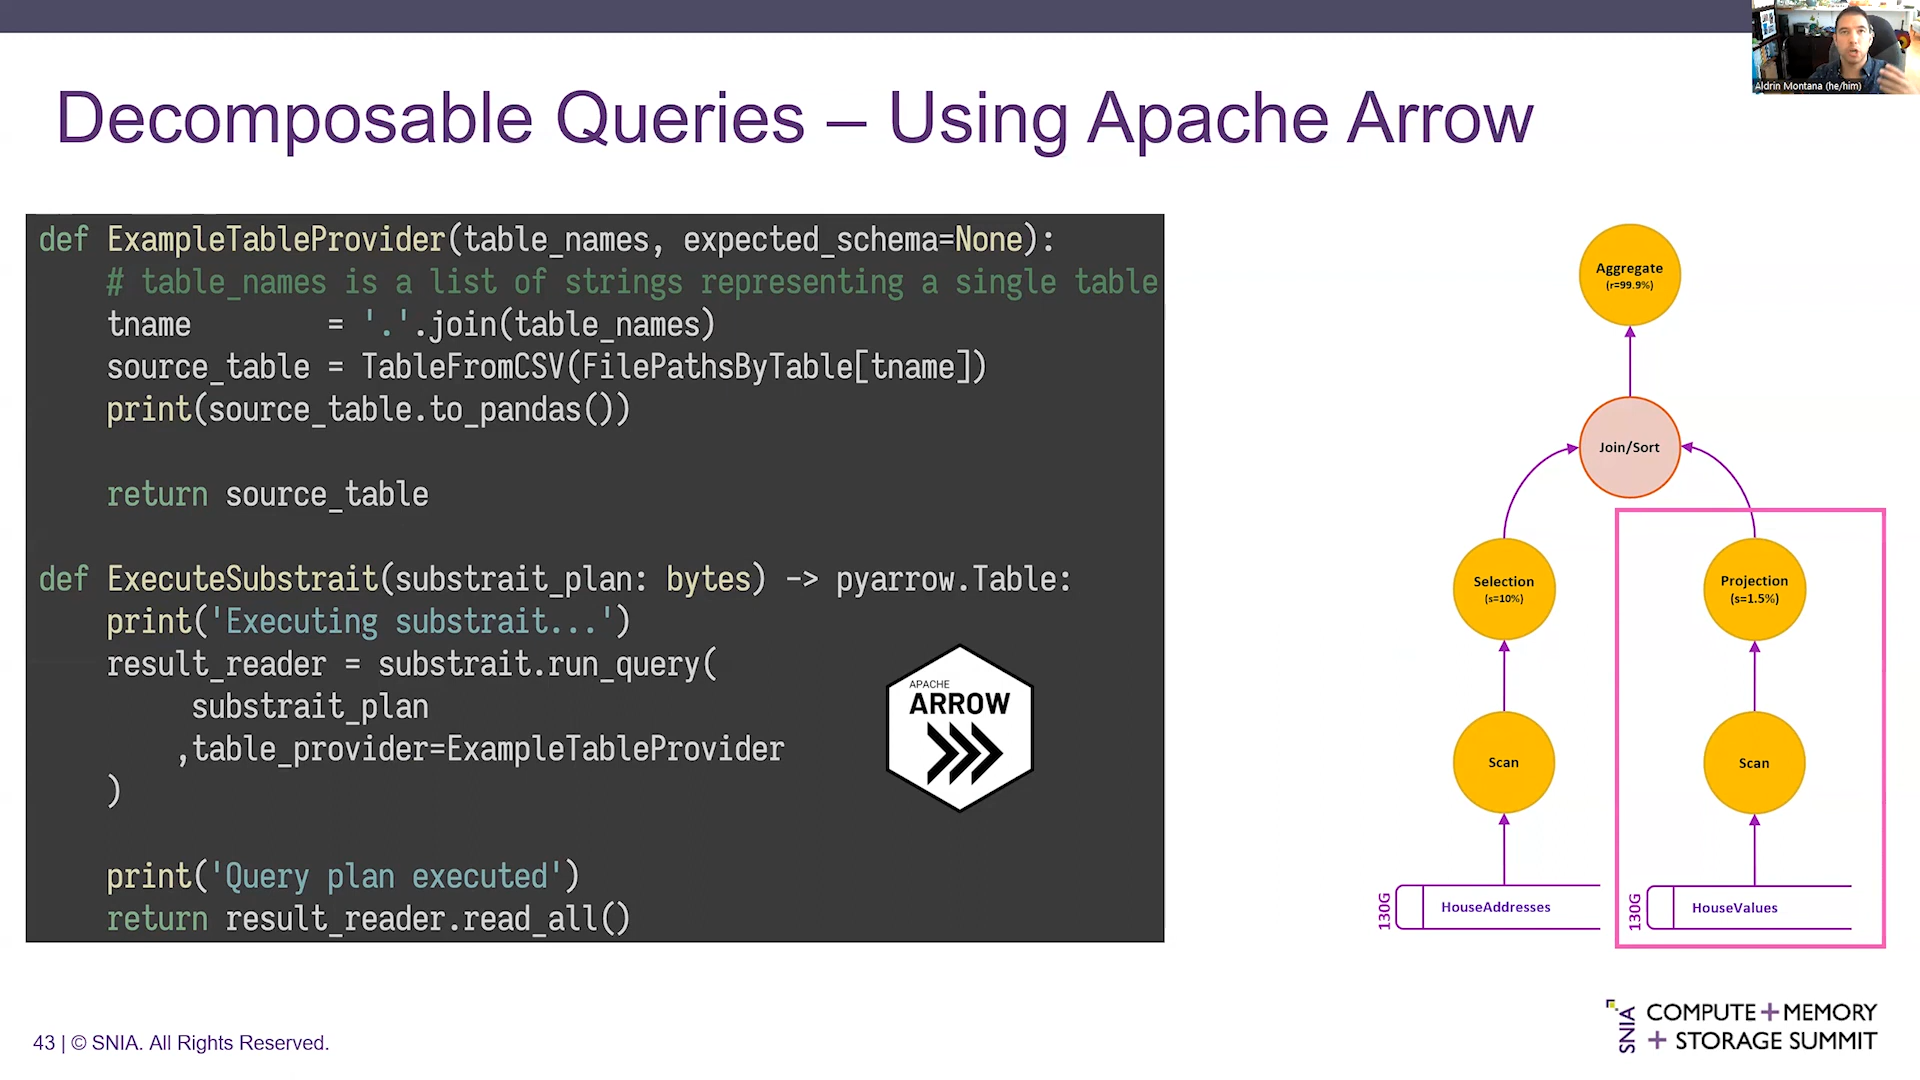 Aldrin Montana (he/him)
Decomposable Queries – Using Apache Arrow
def ExampleTableProvider(table_names, expected_schema=None):
    # table_names is a list of strings representing a single table
    tname        = '.'.join(table_names)
    source_table = TableFromCSV(FilePathsByTable[tname])
    print(source_table.to_pandas())
    return source_table
def ExecuteSubstrait(substrait_plan: bytes) -> pyarrow.Table:
    print('Executing substrait...')
    result_reader = substrait.run_query(
         substrait_plan
        ,table_provider=ExampleTableProvider
    )
    print('Query plan executed')
    return result_reader.read_all()
APACHE
ARROW
Aggregate
(r=99.9%)
Join/Sort
Selection
(s=10%)
Projection
(s=1.5%)
Scan
Scan
130G
HouseAddresses
130G
HouseValues
43 | © SNIA. All Rights Reserved.
SNIA
COMPUTE+MEMORY
+ STORAGE SUMMIT